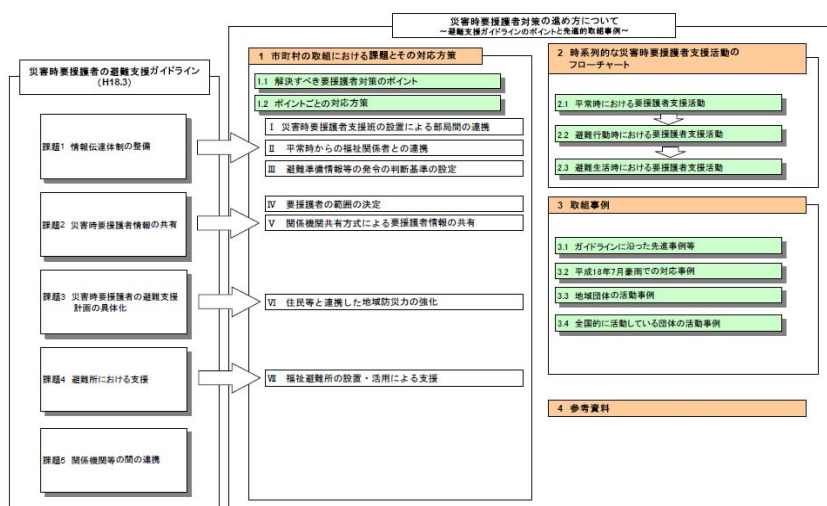 災害時要援護者対策の進め方について
～避難支援ガイドラインのポイントと先進的取組事例～
災害時要援護者の避難支援ガイドライン
(H18.3)
課題1 情報伝達体制の整備
課題2 災害時要援護者情報の共有
課題3 災害時要援護者の避難支援
計画の具体化
課題4 避難所における支援
課題5 関係機関等の間の連携
1 市町村の取組における課題とその対応方策
1.1 解決すべき要援護者対策のポイント
1.2 ポイントごとの対応方策
Ⅰ 災害時要援護者支援班の設置による部局間の連携
Ⅱ 平常時からの福祉関係者との連携
Ⅲ 避難準備情報等の発令の判断基準の設定
Ⅳ 要援護者の範囲の決定
Ⅴ 関係機関共有方式による要援護者情報の共有
Ⅵ 住民等と連携した地域防災力の強化
Ⅶ 福祉避難所の設置・活用による支援
2 時系列的な災害時要援護者支援活動の
フローチャート
2.1 平常時における要援護者支援活動
2.2 避難行動時における要援護者支援活動
2.3 避難生活時における要援護者支援活動
3 取組事例
3.1 ガイドラインに沿った先進事例等
3.2 平成18年7月豪雨での対応事例
3.3 地域団体の活動事例
3.4 全国的に活動している団体の活動事例
4 参考資料